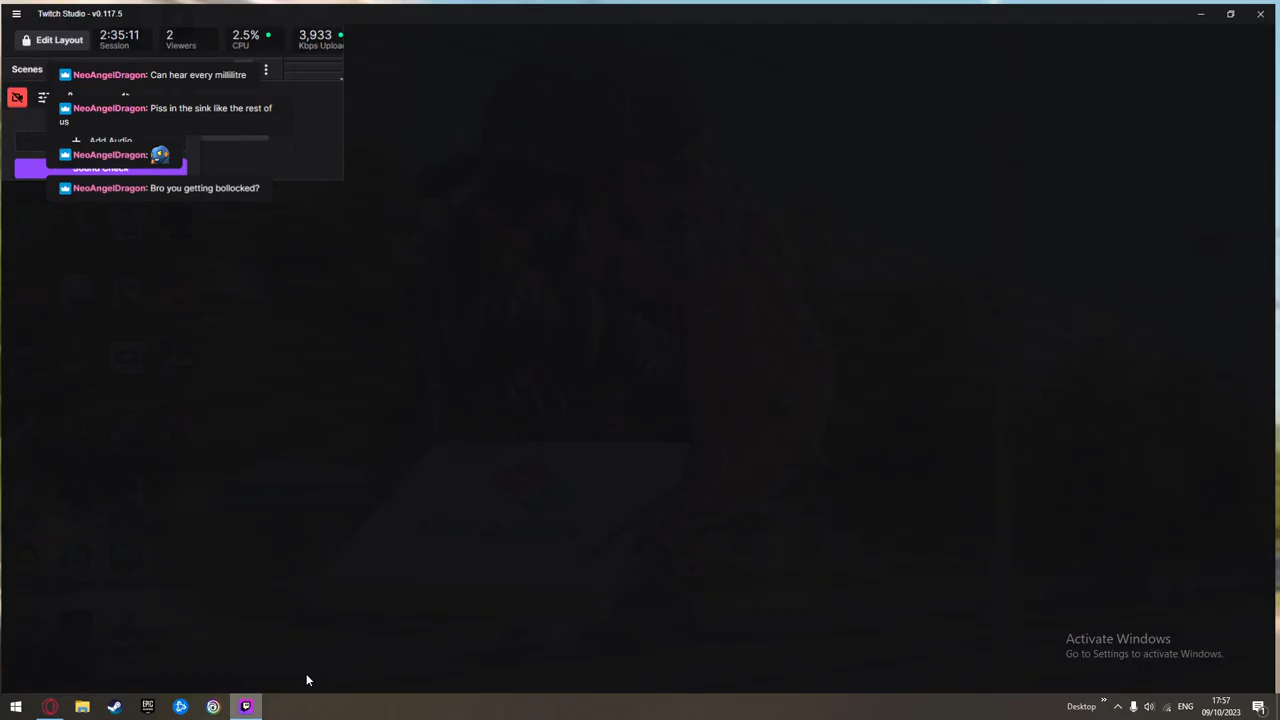 Twitch Studio - v0.117.5
Edit Layout
2:35:11
Session
2
Viewers
2.5%
CPU
3,933
Kbps Uploa
Scenes
NeoAngelDragon: Can hear every millilitre
NeoAngelDragon: Piss in the sink like the rest of
us
Add Audio
NeoAngelDragon:
Sound Check
NeoAngelDragon: Bro you getting bollocked?
Activate Windows
Go to Settings to activate Windows.
EPIC
Desktop
ENG
17:57
09/10/2023
1